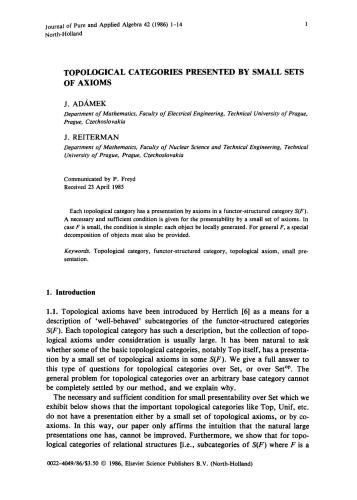 Journal of Pure and Applied Algebra 42 (1986) 1-14
1
North-Holland
TOPOLOGICAL CATEGORIES PRESENTED BY SMALL SETS
OF AXIOMS
J. ADÁMEK
Department of Mathematics, Faculty of Electrical Engineering, Technical University of Prague,
Prague, Czechoslovakia
J. REITERMAN
Department of Mathematics, Faculty of Nuclear Science and Technical Engineering, Technical
University of Prague, Prague, Czechoslovakia
Communicated by P. Freyd
Received 23 April 1985
Each topological category has a presentation by axioms in a functor-structured category S(F).
A necessary and sufficient condition is given for the presentability by a small set of axioms. In
case F is small, the condition is simple: each object be locally generated. For general F, a special
decomposition of objects must also be provided.
Keywords. Topological category, functor-structured category, topological axiom, small pre-
sentation.
1. Introduction
1.1. Topological axioms have been introduced by Herrlich [6] as a means for a
description of 'well-behaved' subcategories of the functor-structured categories
S(F). Each topological category has such a description, but the collection of topo-
logical axioms under consideration is usually large. It has been natural to ask
whether some of the basic topological categories, notably Top itself, has a presenta-
tion by a small set of topological axioms in some S(F). We give a full answer to
this type of questions for topological categories over Set, or over Setᵒᵖ. The
general problem for topological categories over an arbitrary base category cannot
be completely settled by our method, and we explain why.
The necessary and sufficient condition for small presentability over Set which we
exhibit below shows that the important topological categories like Top, Unif, etc.
do not have a presentation either by a small set of topological axioms, or by co-
axioms. In this way, our paper only affirms the intuition that the natural large
presentations one has, cannot be improved. Furthermore, we show that for topo-
logical categories of relational structures [i.e., subcategories of S(F) where F is a
0022-4049/86/$3.50 © 1986, Elsevier Science Publishers B.V. (North-Holland)